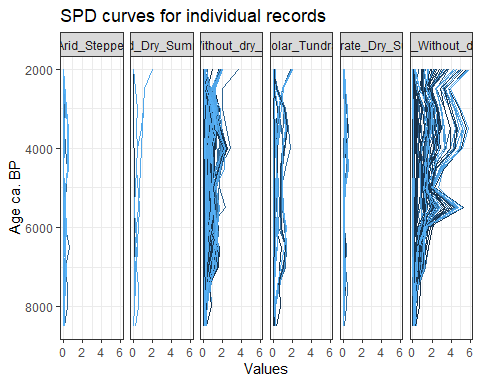 SPD curves for individual records
Arid_Steppe
d_Dry_Sum
Vithout_dry_
olar_Tundra
rate_Dry_S
_Without_d
2000
4000
6000
8000
Age ca. BP
0 2 4 6 0 2 4 6 0 2 4 6 0 2 4 6 0 2 4 6 0 2 4 6
Values